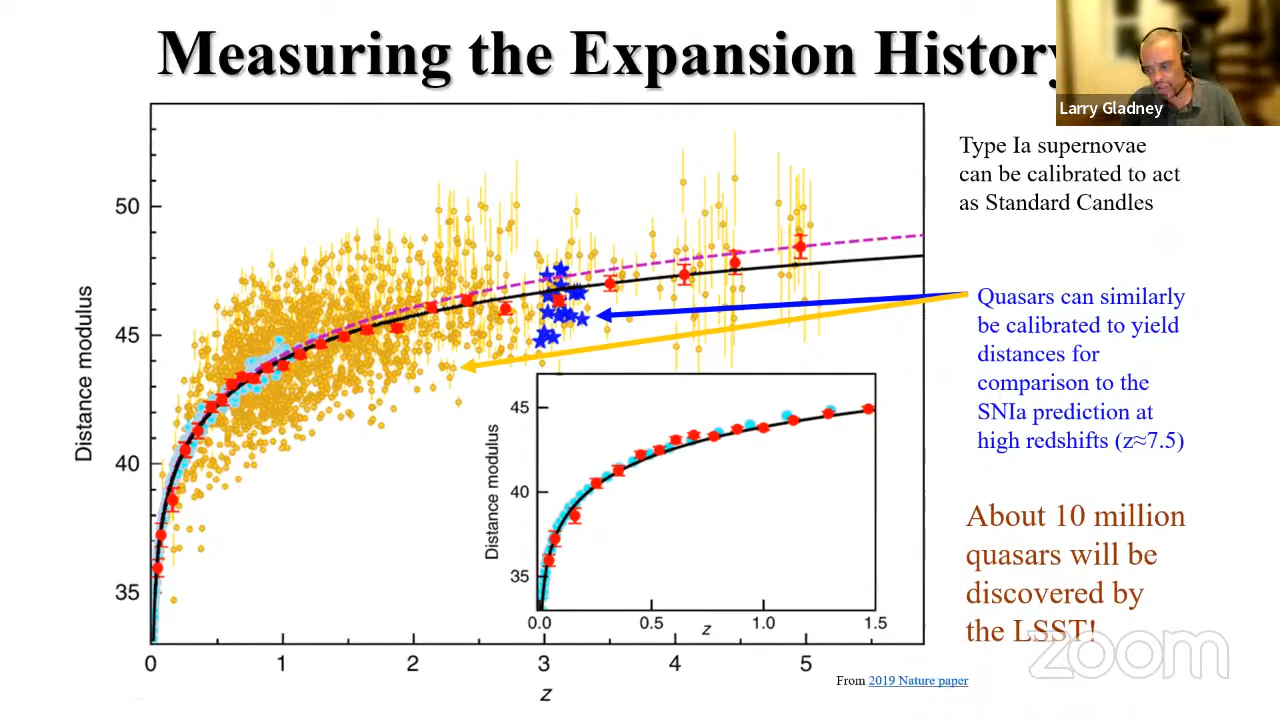 Measuring the Expansion History
Larry Gladney
Type Ia supernovae
can be calibrated to act
as Standard Candles
Quasars can similarly
be calibrated to yield
distances for
comparison to the
SNIa prediction at
high redshifts (z≈7.5)
About 10 million
quasars will be
discovered by
the LSST!
zoom
Distance modulus
50
45
40
35
0
1
2
3
4
5
z
Distance modulus
45
40
35
0.0
0.5
1.0
1.5
z
From 2019 Nature paper